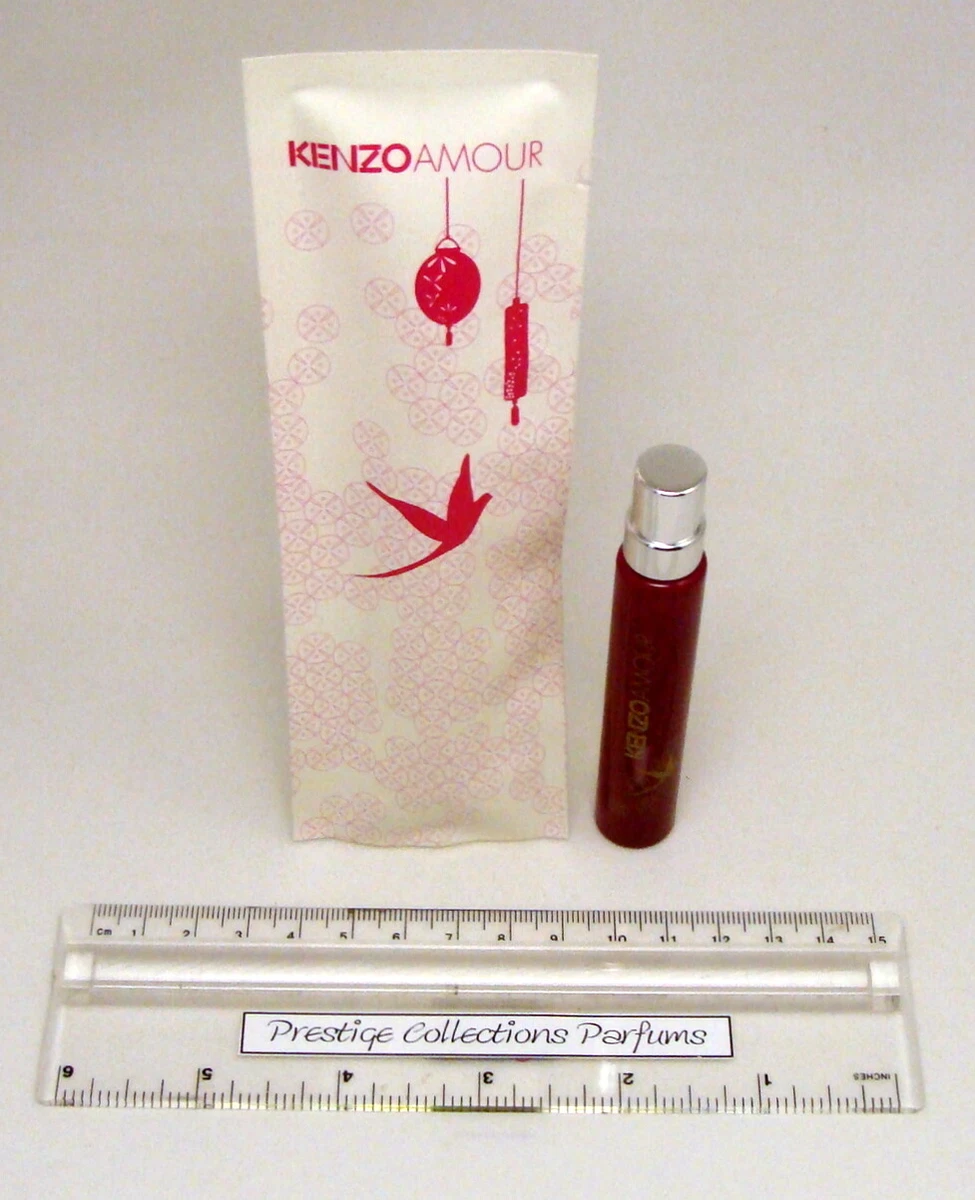 KENZOAMOUR
KENZOAMOUR
cm 1 2 3 4 5 6 7 8 9 10 11 12 13 14 15
Prestige Collections Parfums
6 5 4 3 2 1 INCHES